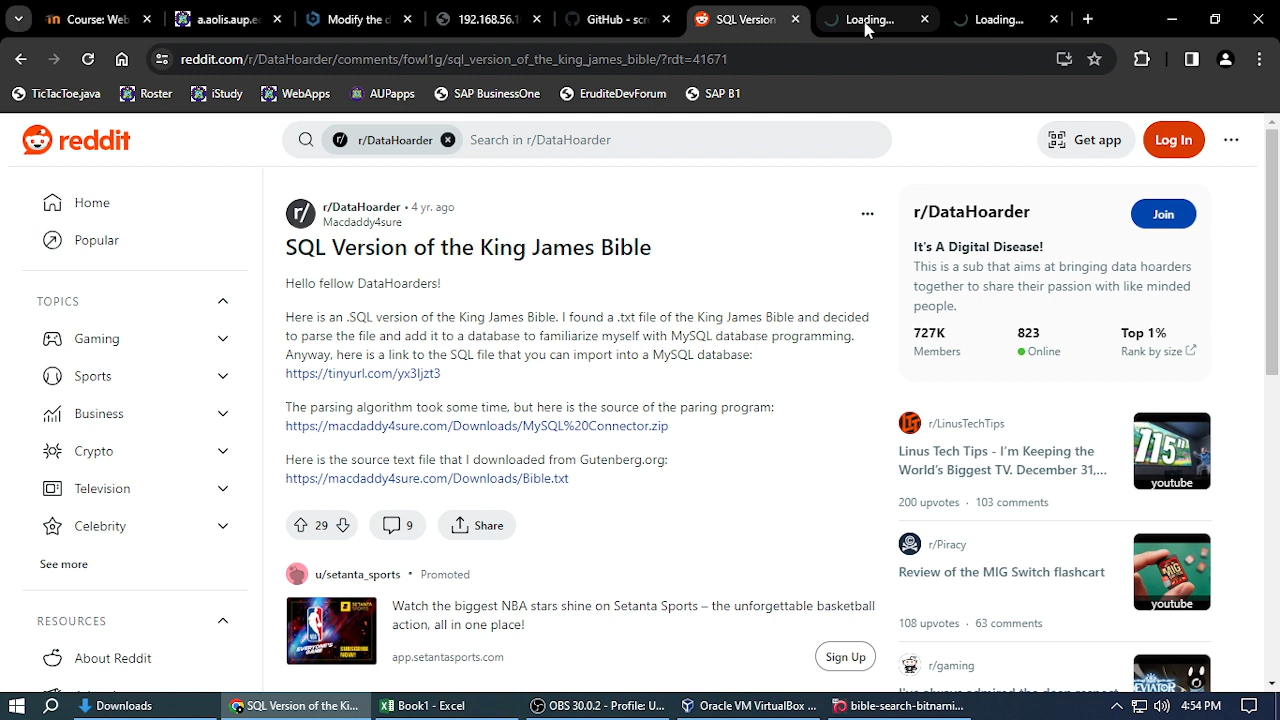 Course: Web
a.aolis.aup.e
Modify the d
192.168.56.1
GitHub - scr
SQL Version
Loading...
Loading...
reddit.com/r/DataHoarder/comments/fowl1g/sql_version_of_the_king_james_bible/?rdt=41671
TicTacToe.java
Roster
iStudy
WebApps
AUPapps
SAP BusinessOne
EruditeDevForum
SAP B1
reddit
r/DataHoarder
Search in r/DataHoarder
Get app
Log In
Home
Popular
TOPICS
Gaming
Sports
Business
Crypto
Television
Celebrity
See more
RESOURCES
About Reddit
r/DataHoarder • 4 yr. ago
Macdaddy4sure
SQL Version of the King James Bible
Hello fellow DataHoarders!
Here is an .SQL version of the King James Bible. I found a .txt file of the King James Bible and decided
to parse the file and add it to a database to familiarize myself with MySQL database programming.
Anyway, here is a link to the SQL file that you can import into a MySQL database:
https://tinyurl.com/yx3ljzt3
The parsing algorithm took some time, but here is the source of the paring program:
https://macdaddy4sure.com/Downloads/MySQL%20Connector.zip
Here is the source text file that I downloaded from Gutenberg.org:
https://macdaddy4sure.com/Downloads/Bible.txt
29
9
Share
u/setanta_sports • Promoted
Watch the biggest NBA stars shine on Setanta Sports – the unforgettable basketball
action, all in one place!
app.setantasports.com
Sign Up
r/DataHoarder
Join
It's A Digital Disease!
This is a sub that aims at bringing data hoarders
together to share their passion with like minded
people.
727K
823
Top 1%
Members
Online
Rank by size
r/LinusTechTips
Linus Tech Tips - I'm Keeping the
World's Biggest TV. December 31,...
youtube
200 upvotes · 103 comments
r/Piracy
Review of the MIG Switch flashcart
youtube
108 upvotes · 63 comments
r/gaming
Downloads
SQL Version of the Ki...
Book1 - Excel
OBS 30.0.2 - Profile: U...
Oracle VM VirtualBox ...
bible-search-bitnami...
4:54 PM